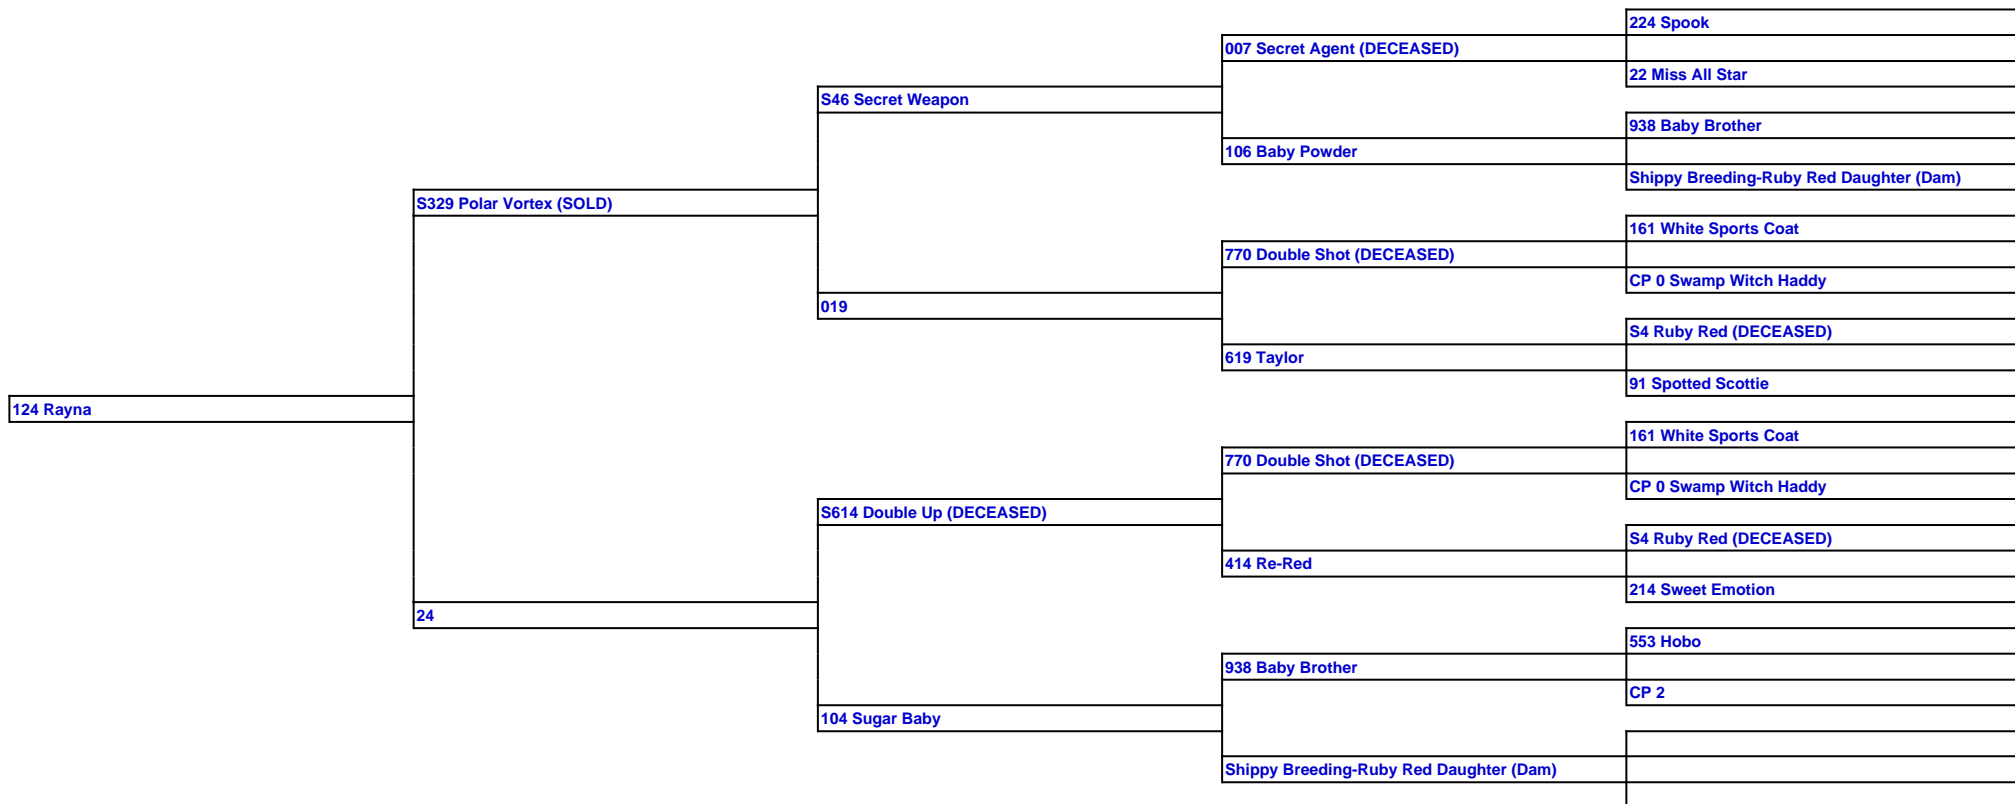 224 Spook
007 Secret Agent (DECEASED)
22 Miss All Star
S46 Secret Weapon
938 Baby Brother
106 Baby Powder
Shippy Breeding-Ruby Red Daughter (Dam)
S329 Polar Vortex (SOLD)
161 White Sports Coat
770 Double Shot (DECEASED)
CP 0 Swamp Witch Haddy
019
S4 Ruby Red (DECEASED)
619 Taylor
91 Spotted Scottie
124 Rayna
161 White Sports Coat
770 Double Shot (DECEASED)
CP 0 Swamp Witch Haddy
S614 Double Up (DECEASED)
S4 Ruby Red (DECEASED)
414 Re-Red
214 Sweet Emotion
24
553 Hobo
938 Baby Brother
CP 2
104 Sugar Baby
Shippy Breeding-Ruby Red Daughter (Dam)